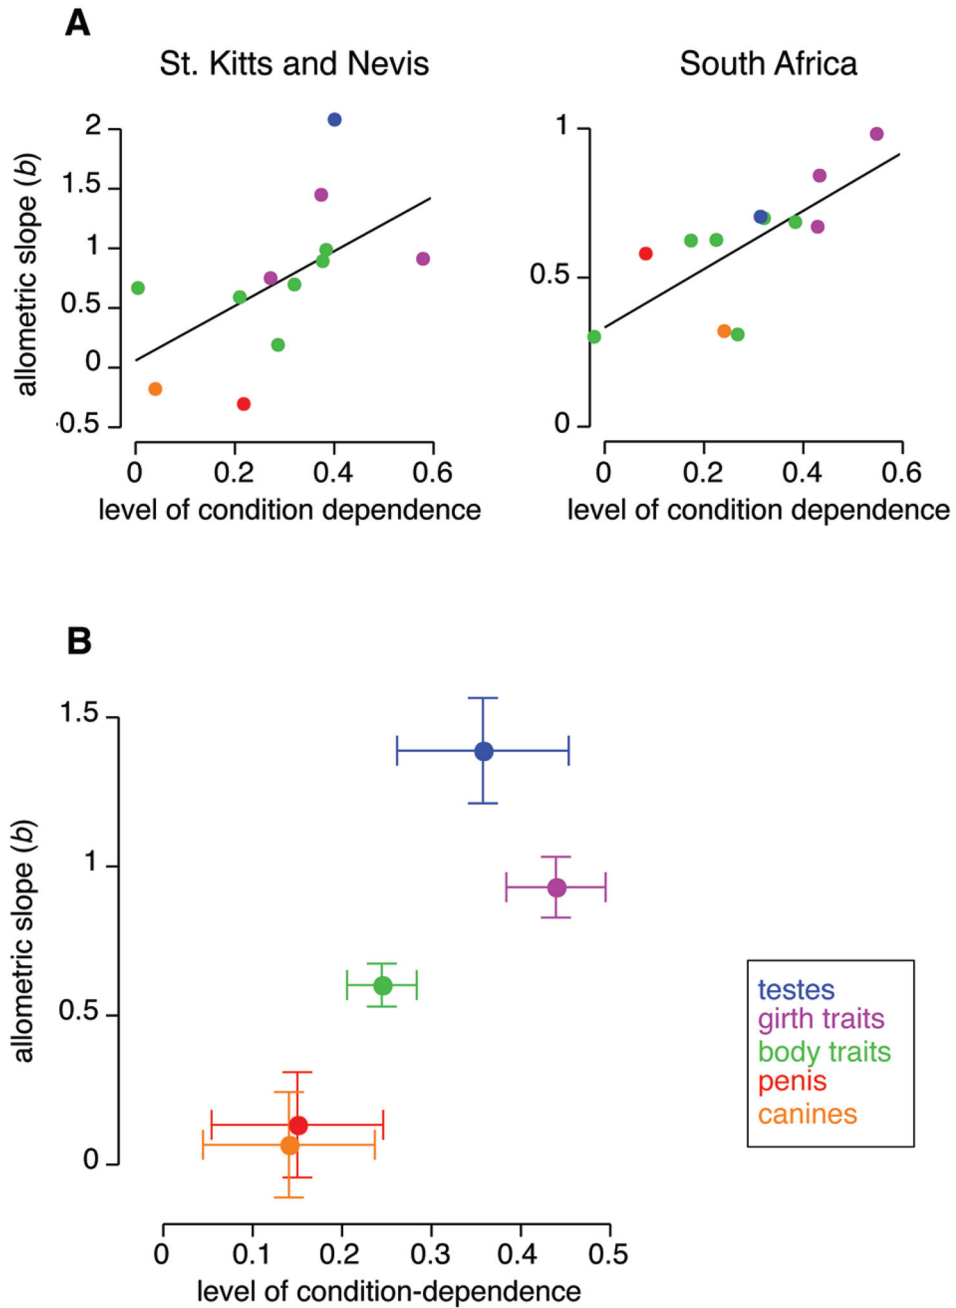 A
St. Kitts and Nevis
South Africa
allometric slope (b)
2
1.5
1
0.5
0
-0.5
0 0.2 0.4 0.6
level of condition dependence
1
0.5
0
0 0.2 0.4 0.6
level of condition dependence
B
allometric slope (b)
1.5
1
0.5
0
0 0.1 0.2 0.3 0.4 0.5
level of condition-dependence
testes
girth traits
body traits
penis
canines